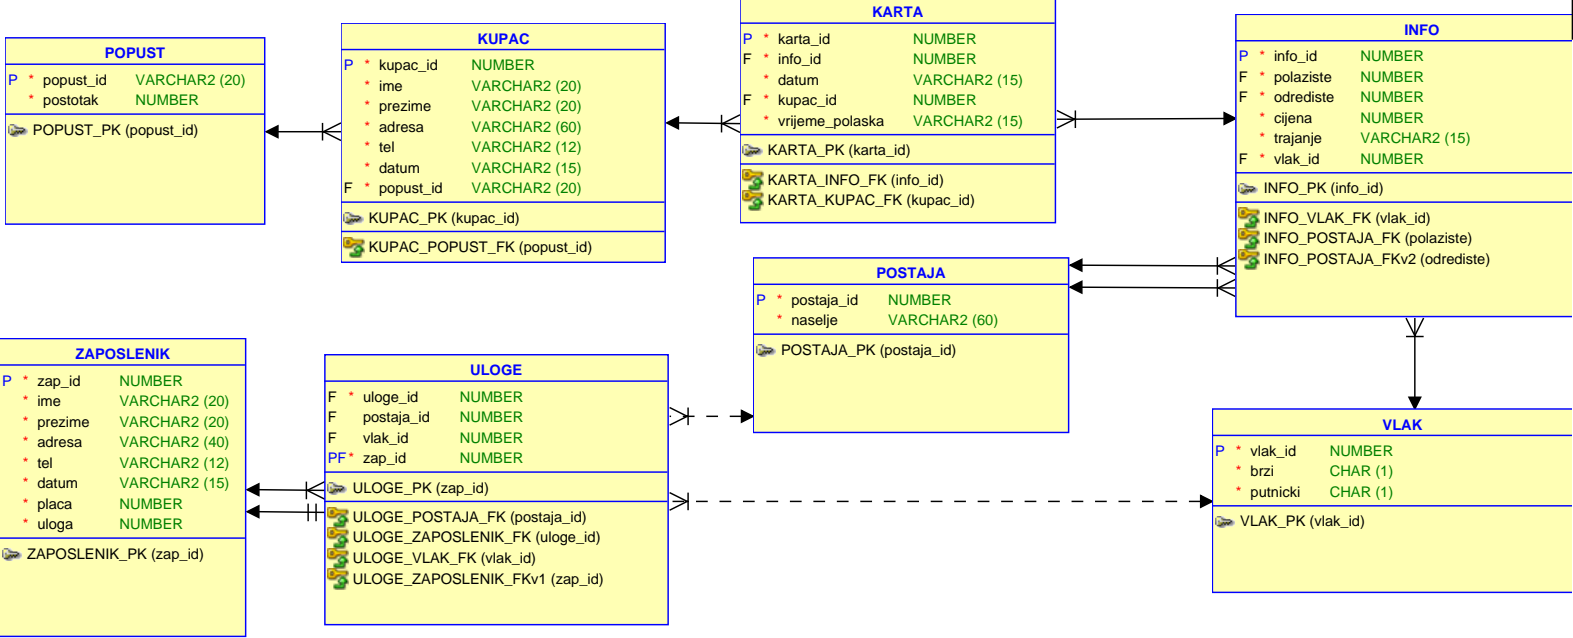 POPUST
P * popust_id VARCHAR2 (20)
* postotak NUMBER
POPUST_PK (popust_id)
KUPAC
P * kupac_id NUMBER
* ime VARCHAR2 (20)
* prezime VARCHAR2 (20)
* adresa VARCHAR2 (60)
* tel VARCHAR2 (12)
* datum VARCHAR2 (15)
F * popust_id VARCHAR2 (20)
KUPAC_PK (kupac_id)
KUPAC_POPUST_FK (popust_id)
KARTA
P * karta_id NUMBER
F * info_id NUMBER
* datum VARCHAR2 (15)
F * kupac_id NUMBER
* vrijeme_polaska VARCHAR2 (15)
KARTA_PK (karta_id)
KARTA_INFO_FK (info_id)
KARTA_KUPAC_FK (kupac_id)
INFO
P * info_id NUMBER
F * polaziste NUMBER
F * odrediste NUMBER
* cijena NUMBER
* trajanje VARCHAR2 (15)
F * vlak_id NUMBER
INFO_PK (info_id)
INFO_VLAK_FK (vlak_id)
INFO_POSTAJA_FK (polaziste)
INFO_POSTAJA_FKv2 (odrediste)
POSTAJA
P * postaja_id NUMBER
* naselje VARCHAR2 (60)
POSTAJA_PK (postaja_id)
ZAPOSLENIK
P * zap_id NUMBER
* ime VARCHAR2 (20)
* prezime VARCHAR2 (20)
* adresa VARCHAR2 (40)
* tel VARCHAR2 (12)
* datum VARCHAR2 (15)
* placa NUMBER
* uloga NUMBER
ZAPOSLENIK_PK (zap_id)
ULOGE
F * uloge_id NUMBER
F postaja_id NUMBER
F vlak_id NUMBER
PF * zap_id NUMBER
ULOGE_PK (zap_id)
ULOGE_POSTAJA_FK (postaja_id)
ULOGE_ZAPOSLENIK_FK (uloge_id)
ULOGE_VLAK_FK (vlak_id)
ULOGE_ZAPOSLENIK_FKv1 (zap_id)
VLAK
P * vlak_id NUMBER
* brzi CHAR (1)
* putnicki CHAR (1)
VLAK_PK (vlak_id)